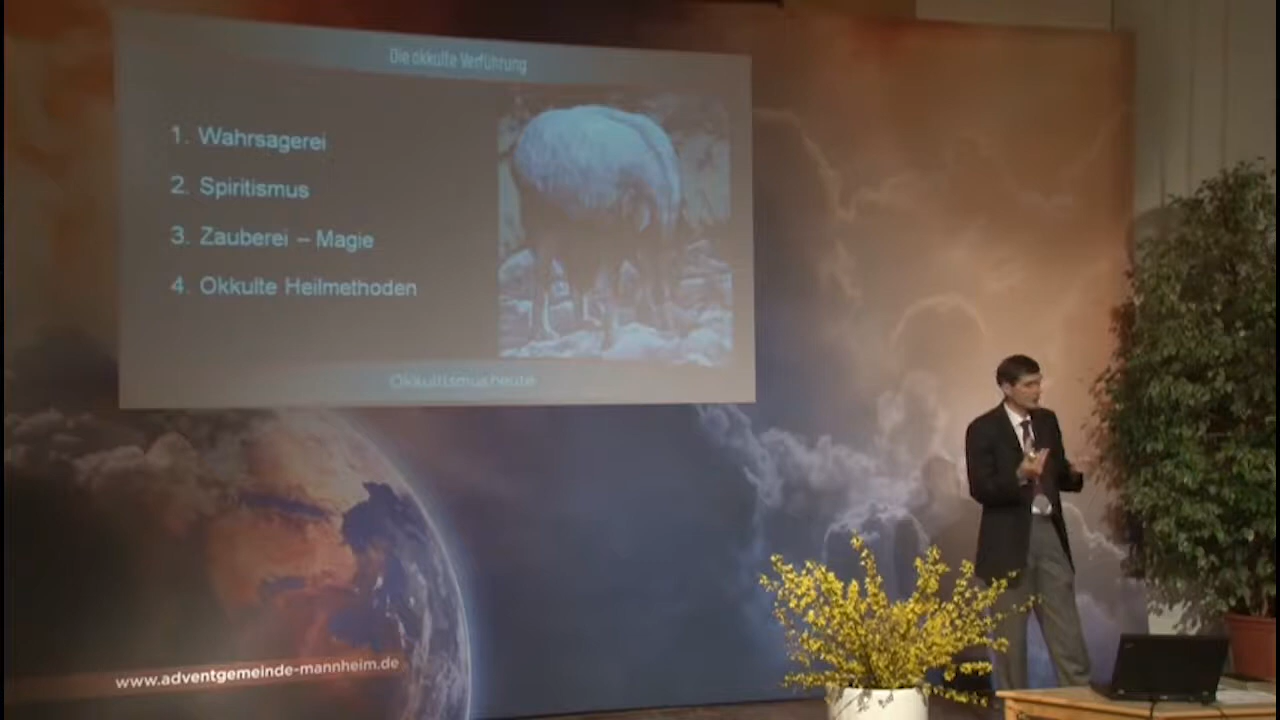 Die okkulte Verführung
1. Wahrsagerei
2. Spiritismus
3. Zauberei – Magie
4. Okkulte Heilmethoden
Okkultismus heute
www.adventgemeinde-mannheim.de